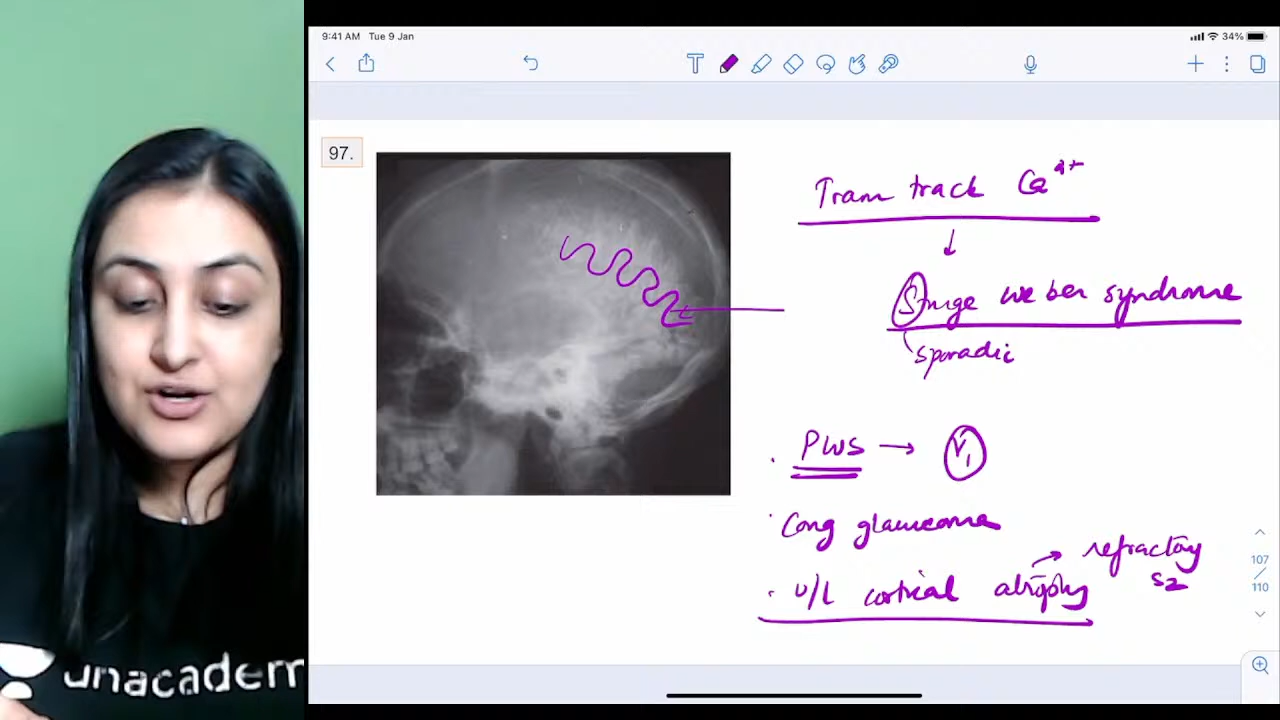 9:41 AM Tue 9 Jan
34%
97.
Tram track Ca²⁺
Sturge weber syndrome
sporadic
. PWS → V₁
. Cong glaucoma
. U/L cortical atrophy → refractory
Sz
107
110
unacadem